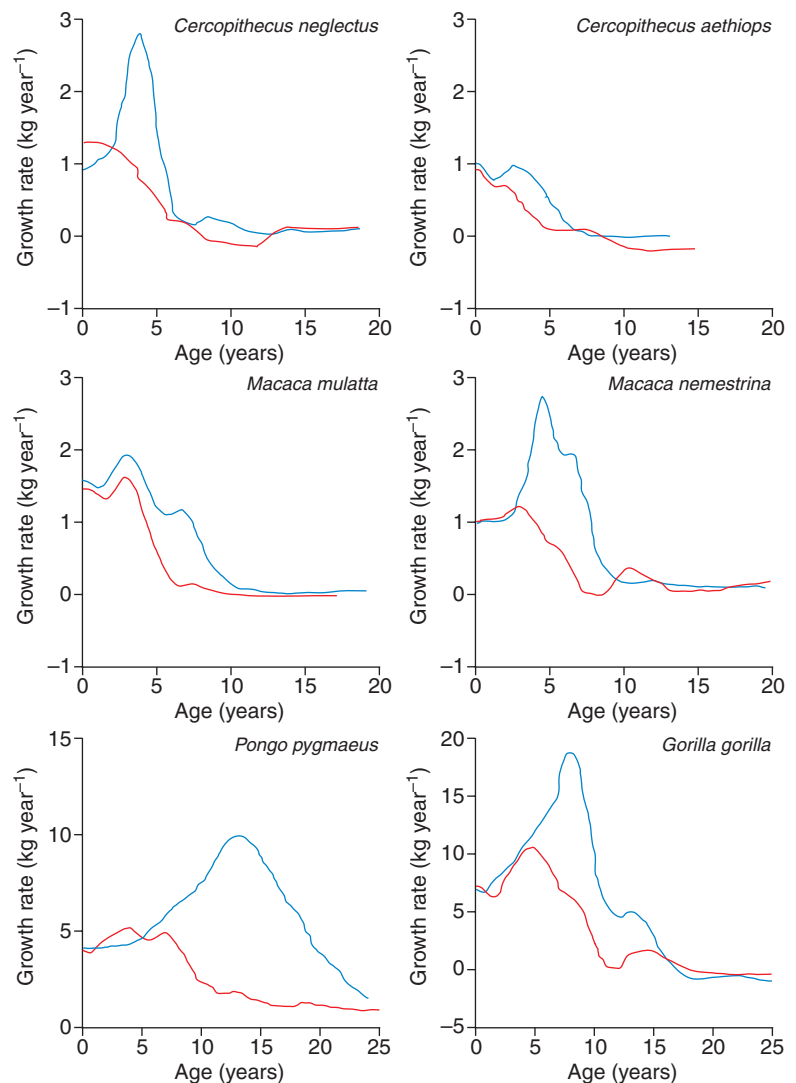 Cercopithecus neglectus
Growth rate (kg year⁻¹)
3
2
1
0
–1
0 5 10 15 20
Age (years)
Cercopithecus aethiops
Growth rate (kg year⁻¹)
3
2
1
0
–1
0 5 10 15 20
Age (years)
Macaca mulatta
Growth rate (kg year⁻¹)
3
2
1
0
–1
0 5 10 15 20
Age (years)
Macaca nemestrina
Growth rate (kg year⁻¹)
3
2
1
0
–1
0 5 10 15 20
Age (years)
Pongo pygmaeus
Growth rate (kg year⁻¹)
15
10
5
0
0 5 10 15 20 25
Age (years)
Gorilla gorilla
Growth rate (kg year⁻¹)
20
15
10
5
0
–5
0 5 10 15 20 25
Age (years)